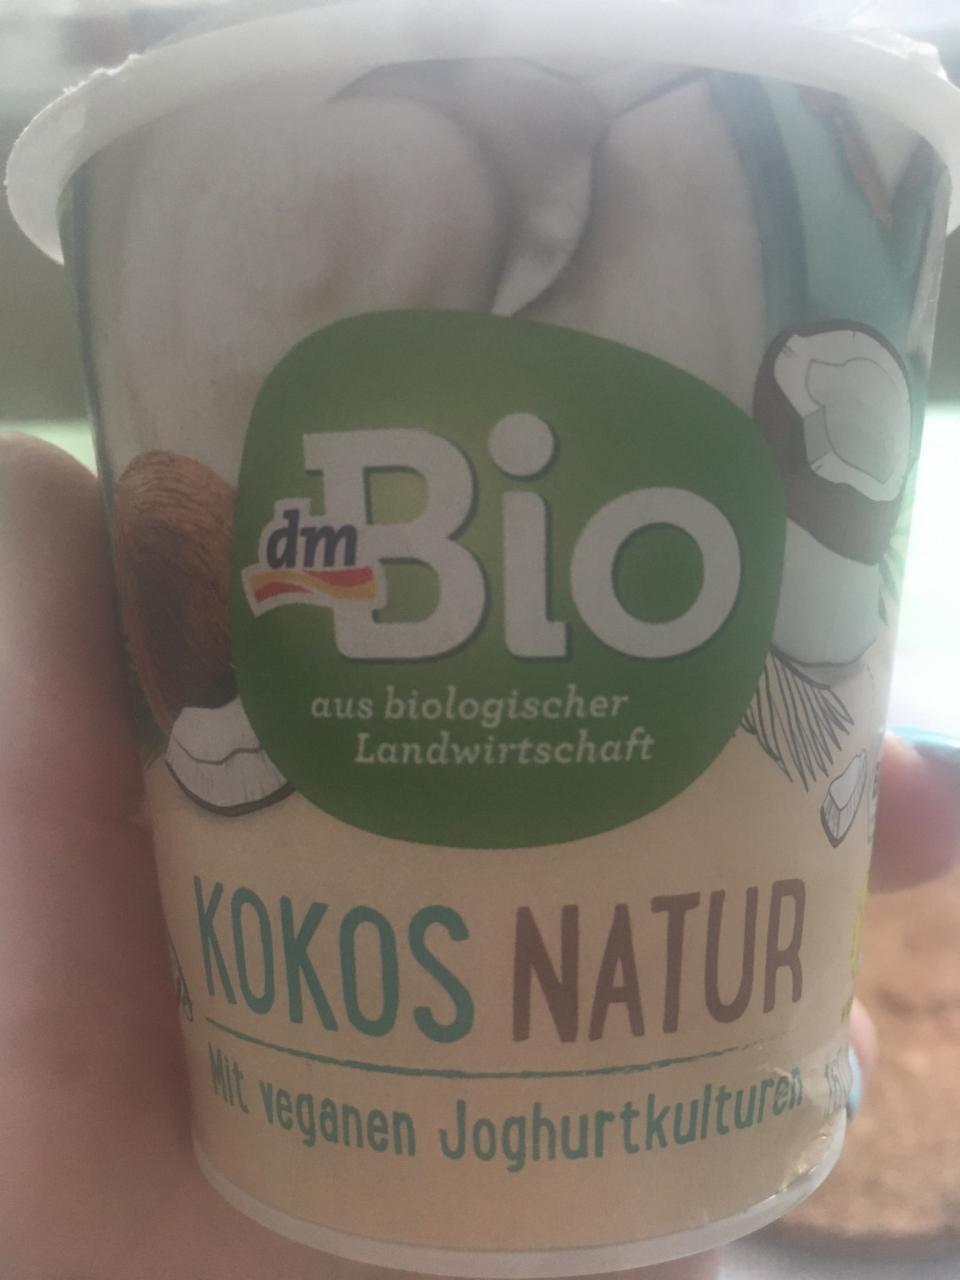 dm
Bio
aus biologischer
Landwirtschaft
KOKOS NATUR
Mit veganen Joghurtkulturen